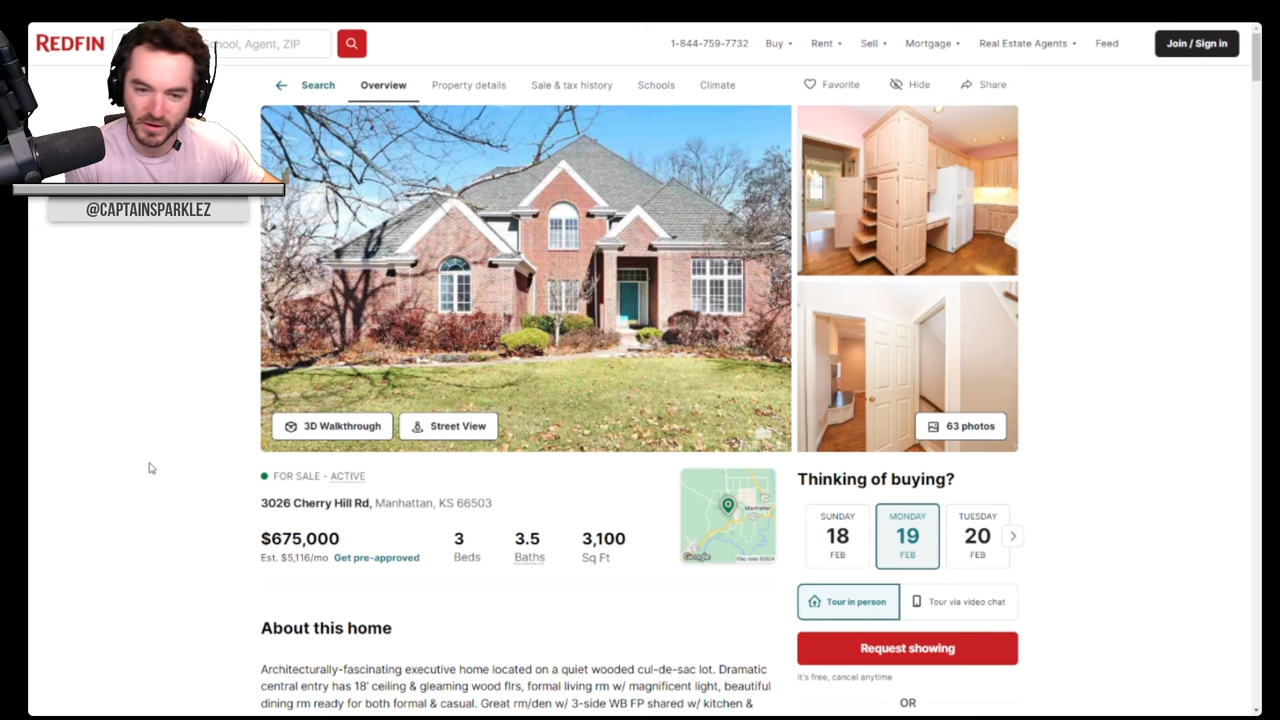 REDFIN
School, Agent, ZIP
1-844-759-7732 Buy Rent Sell Mortgage Real Estate Agents Feed Join / Sign in
Search Overview Property details Sale & tax history Schools Climate Favorite Hide Share
@CAPTAINSPARKLEZ
3D Walkthrough Street View 63 photos
FOR SALE - ACTIVE
3026 Cherry Hill Rd, Manhattan, KS 66503
$675,000 3 3.5 3,100
Est. $5,116/mo Get pre-approved Beds Baths Sq Ft
Manhattan
Google
About this home
Architecturally-fascinating executive home located on a quiet wooded cul-de-sac lot. Dramatic
central entry has 18' ceiling & gleaming wood flrs, formal living rm w/ magnificent light, beautiful
dining rm ready for both formal & casual. Great rm/den w/ 3-side WB FP shared w/ kitchen &
Thinking of buying?
SUNDAY MONDAY TUESDAY
18 19 20
FEB FEB FEB
Tour in person Tour via video chat
Request showing
It's free, cancel anytime
OR